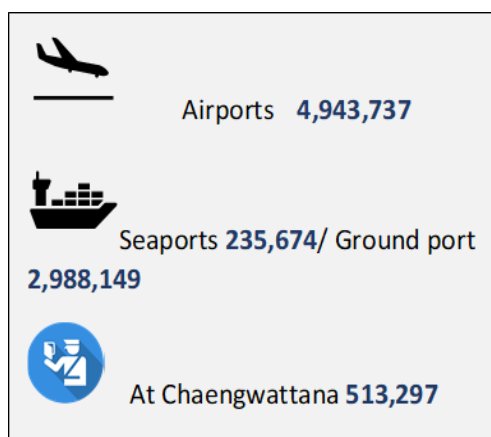 Airports 4,943,737
Seaports 235,674/ Ground port
2,988,149
At Chaengwattana 513,297